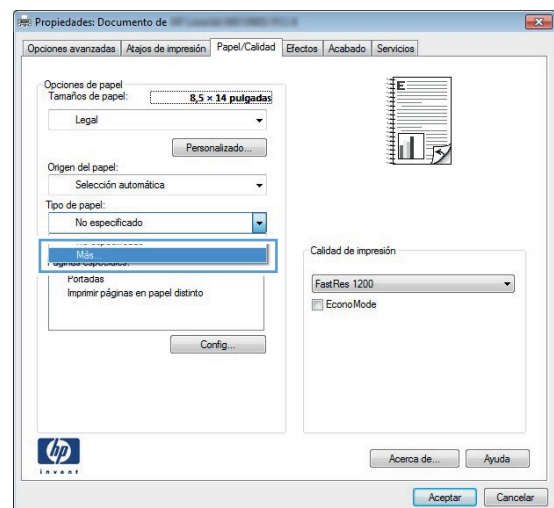 Propiedades: Documento de
Opciones avanzadas Atajos de impresión Papel/Calidad Efectos Acabado Servicios
Opciones de papel
Tamaños de papel: 8,5 × 14 pulgadas
Legal
Personalizado...
Origen del papel:
Selección automática
Tipo de papel:
No especificado
Más...
Portadas
Imprimir páginas en papel distinto
Config...
E
Calidad de impresión
FastRes 1200
EconoMode
hp
invent
Acerca de... Ayuda
Aceptar Cancelar